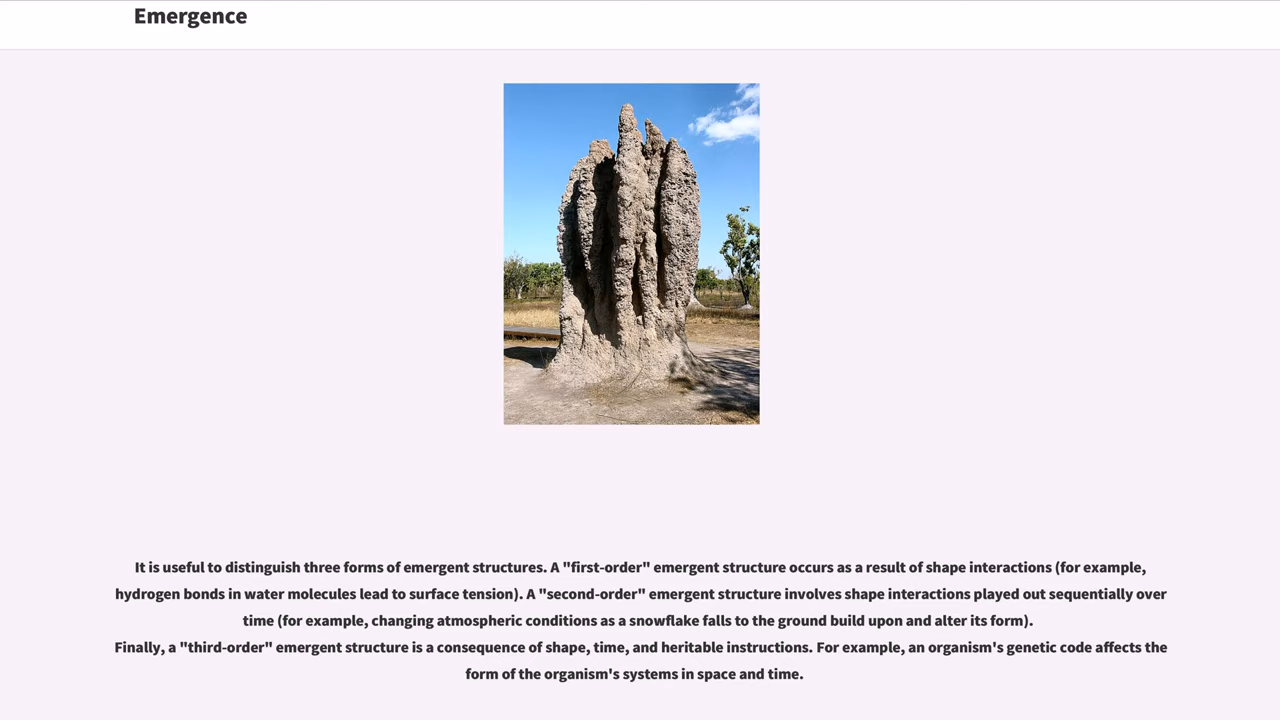 Emergence
It is useful to distinguish three forms of emergent structures. A "first-order" emergent structure occurs as a result of shape interactions (for example,
hydrogen bonds in water molecules lead to surface tension). A "second-order" emergent structure involves shape interactions played out sequentially over
time (for example, changing atmospheric conditions as a snowflake falls to the ground build upon and alter its form).
Finally, a "third-order" emergent structure is a consequence of shape, time, and heritable instructions. For example, an organism's genetic code affects the
form of the organism's systems in space and time.